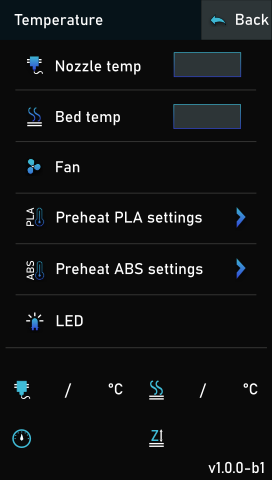 Temperature
Back
Nozzle temp
Bed temp
Fan
PLA Preheat PLA settings
ABS Preheat ABS settings
LED
/ °C / °C
Z
v1.0.0-b1